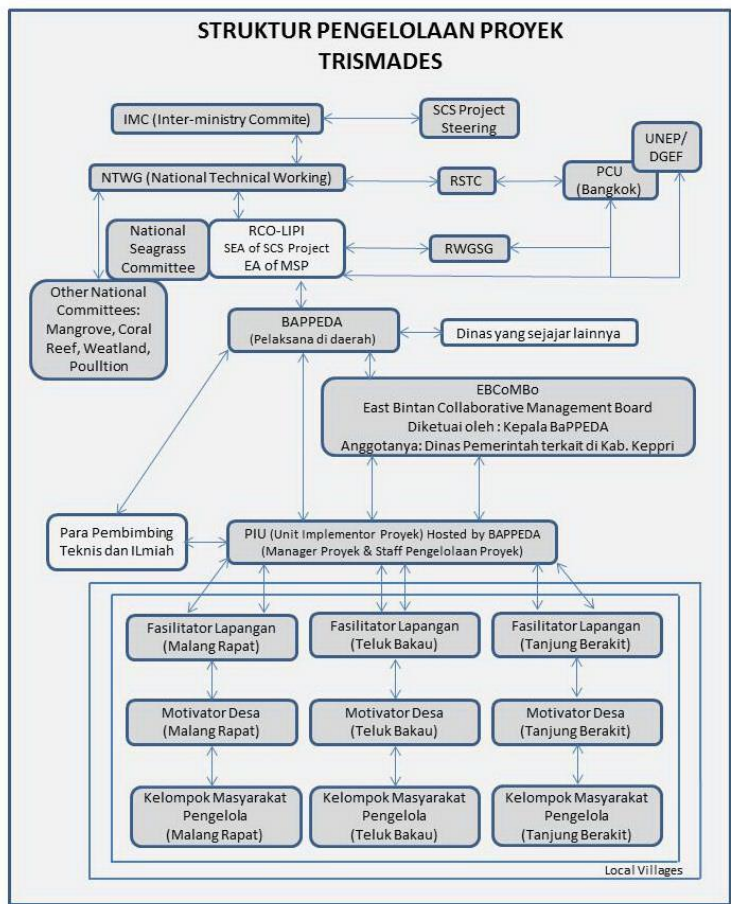 STRUKTUR PENGELOLAAN PROYEK
TRISMADES
IMC (Inter-ministry Commite)
SCS Project
Steering
UNEP/
DGEF
NTWG (National Technical Working)
RSTC
PCU
(Bangkok)
National
Seagrass
Committee
RCO-LIPI
SEA of SCS Project
EA of MSP
RWGSG
Other National
Committees:
Mangrove, Coral
Reef, Weatland,
Poulltion
BAPPEDA
(Pelaksana di daerah)
Dinas yang sejajar lainnya
EBCoMBo
East Bintan Collaborative Management Board
Diketuai oleh : Kepala BaPPEDA
Anggotanya: Dinas Pemerintah terkait di Kab. Keppri
Para Pembimbing
Teknis dan ILmiah
PIU (Unit Implementor Proyek) Hosted by BAPPEDA
(Manager Proyek & Staff Pengelolaan Proyek)
Fasilitator Lapangan
(Malang Rapat)
Fasilitator Lapangan
(Teluk Bakau)
Fasilitator Lapangan
(Tanjung Berakit)
Motivator Desa
(Malang Rapat)
Motivator Desa
(Teluk Bakau)
Motivator Desa
(Tanjung Berakit)
Kelompok Masyarakat
Pengelola
(Malang Rapat)
Kelompok Masyarakat
Pengelola
(Teluk Bakau)
Kelompok Masyarakat
Pengelola
(Tanjung Berakit)
Local Villages